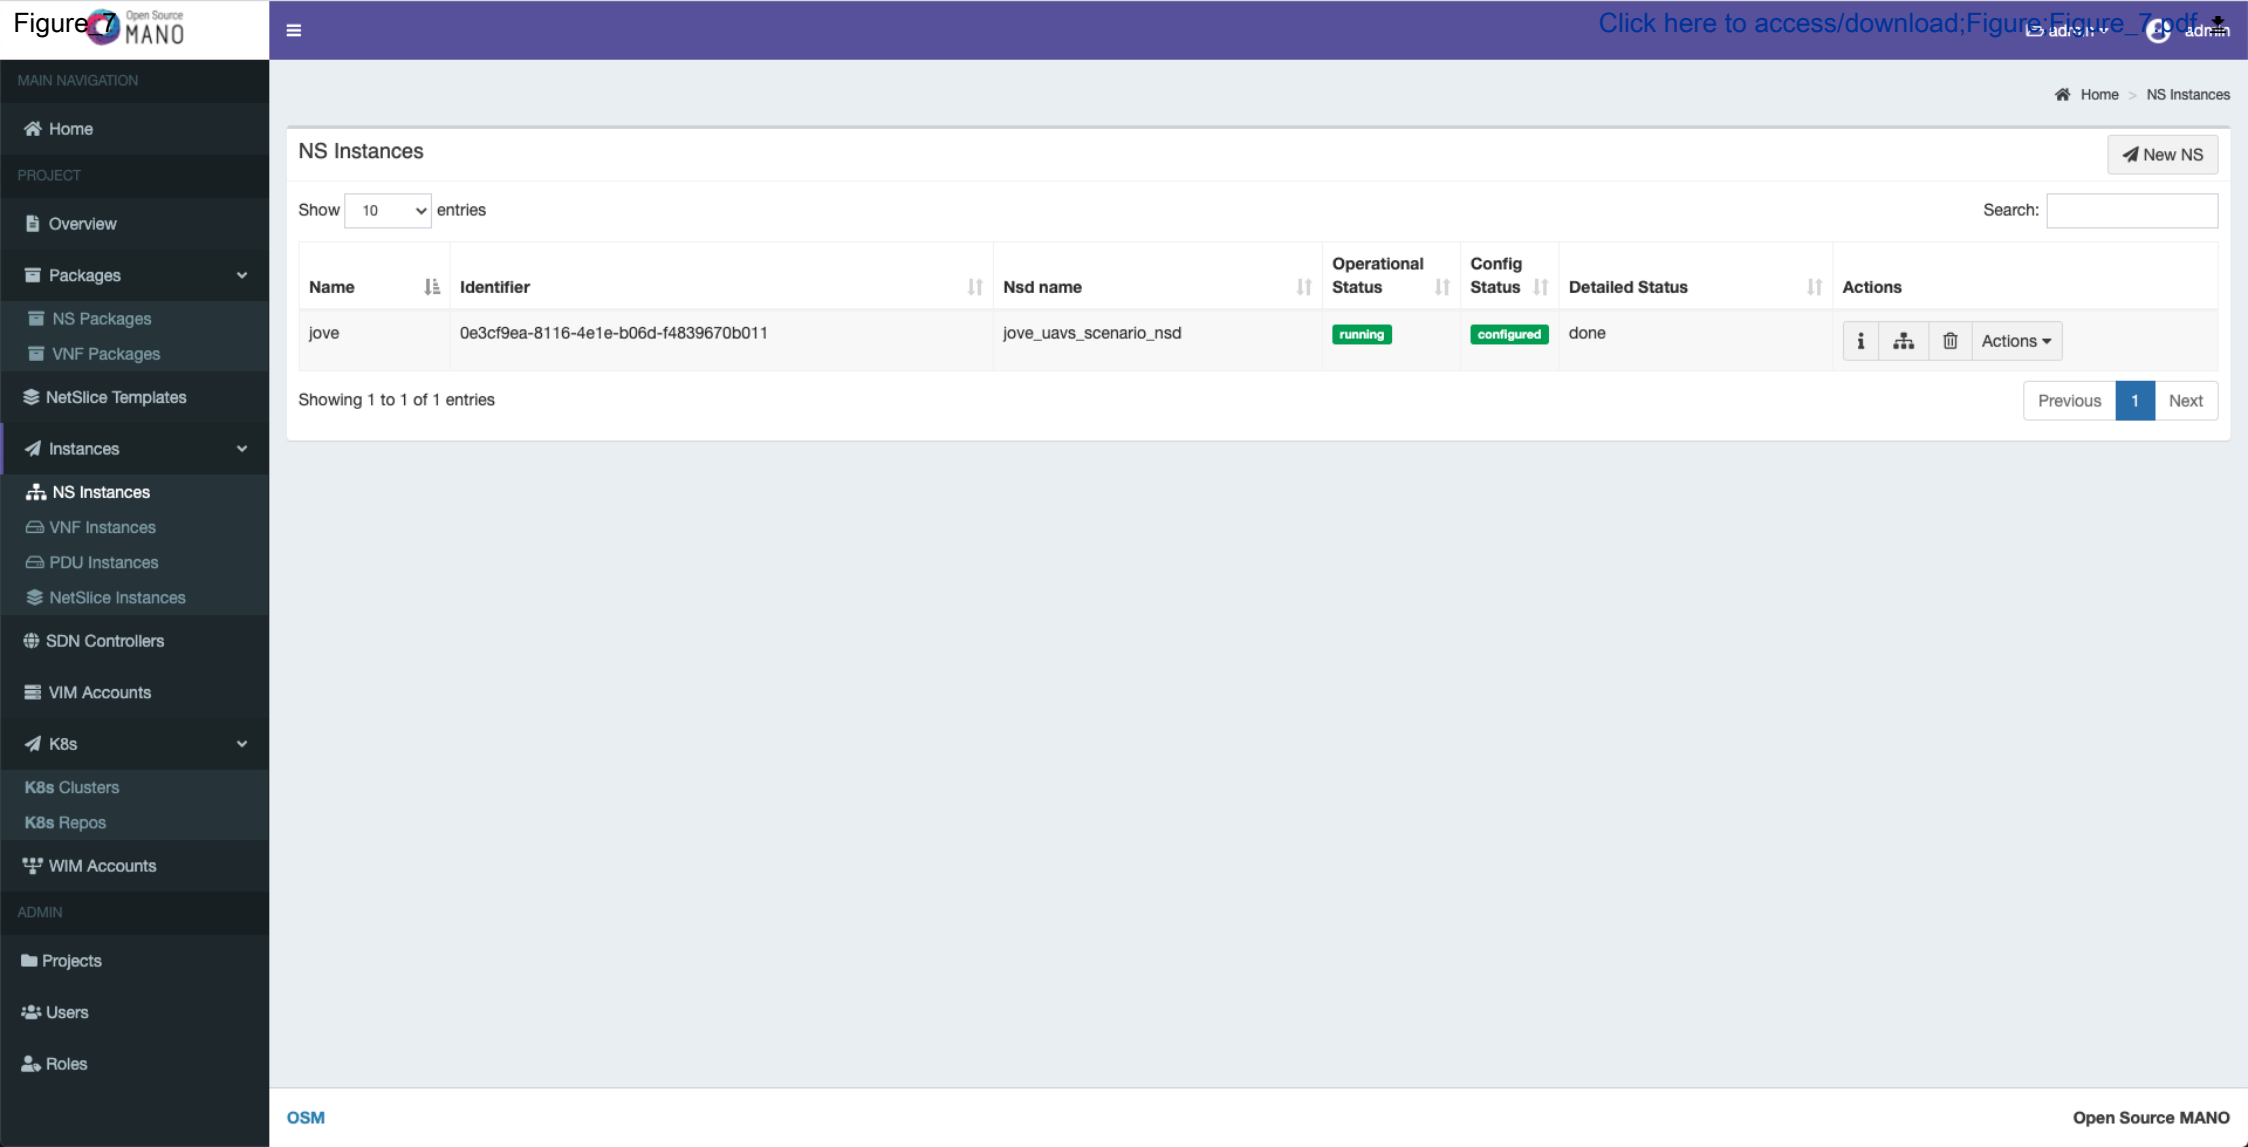 Figure_7
Open Source
MANO
Click here to access/download;Figure;Figure_7.pdf
admin
MAIN NAVIGATION
Home
PROJECT
Overview
Packages
NS Packages
VNF Packages
NetSlice Templates
Instances
NS Instances
VNF Instances
PDU Instances
NetSlice Instances
SDN Controllers
VIM Accounts
K8s
K8s Clusters
K8s Repos
WIM Accounts
ADMIN
Projects
Users
Roles
Home > NS Instances
NS Instances
New NS
Show 10 entries
Search:
Name Identifier Nsd name Operational Status Config Status Detailed Status Actions
jove 0e3cf9ea-8116-4e1e-b06d-f4839670b011 jove_uavs_scenario_nsd running configured done Actions
Showing 1 to 1 of 1 entries
Previous 1 Next
OSM
Open Source MANO